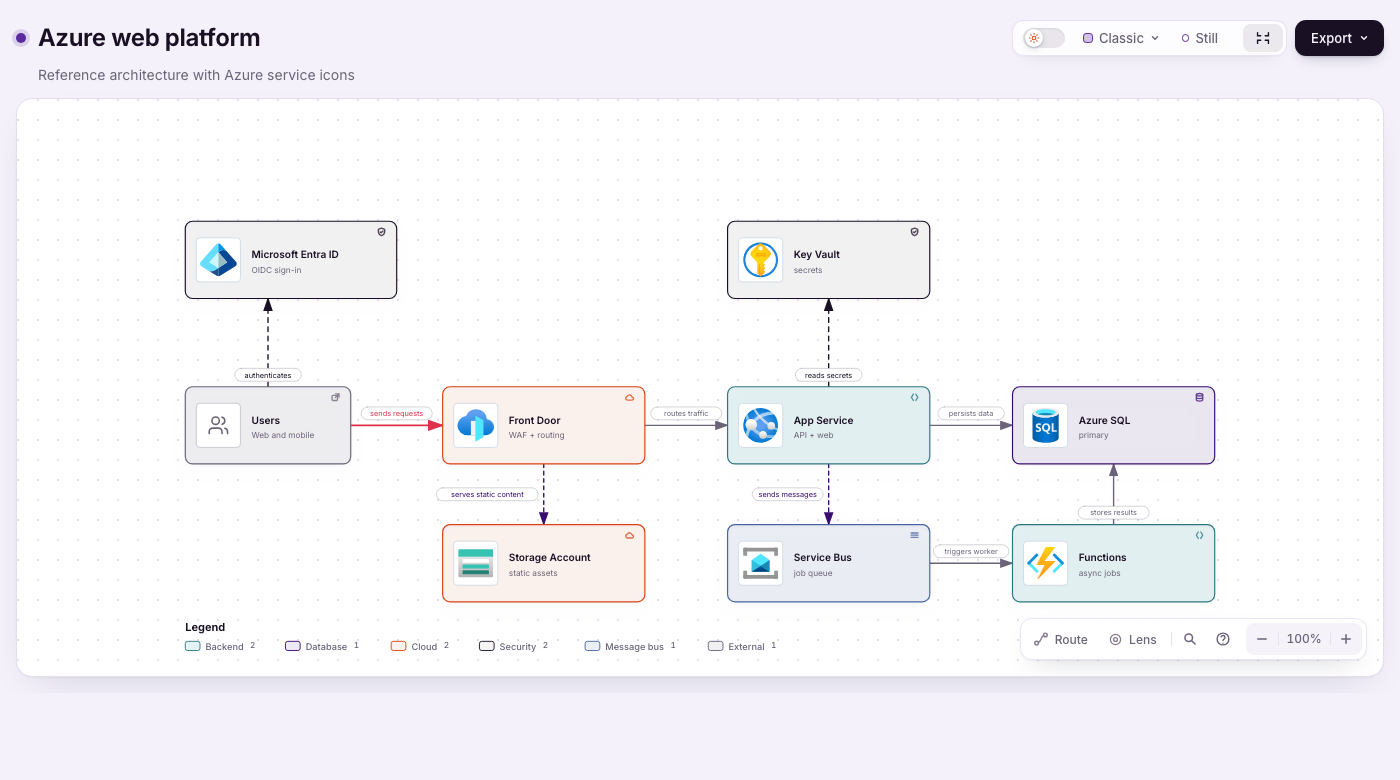 Azure web platform
Classic
Still
Export
Reference architecture with Azure service icons
Microsoft Entra ID
OIDC sign-in
Key Vault
secrets
authenticates
reads secrets
Users
Web and mobile
sends requests
Front Door
WAF + routing
routes traffic
App Service
API + web
persists data
SQL
Azure SQL
primary
serves static content
sends messages
stores results
Storage Account
static assets
Service Bus
job queue
triggers worker
Functions
async jobs
Legend
Backend 2
Database 1
Cloud 2
Security 2
Message bus 1
External 1
Route
Lens
100%